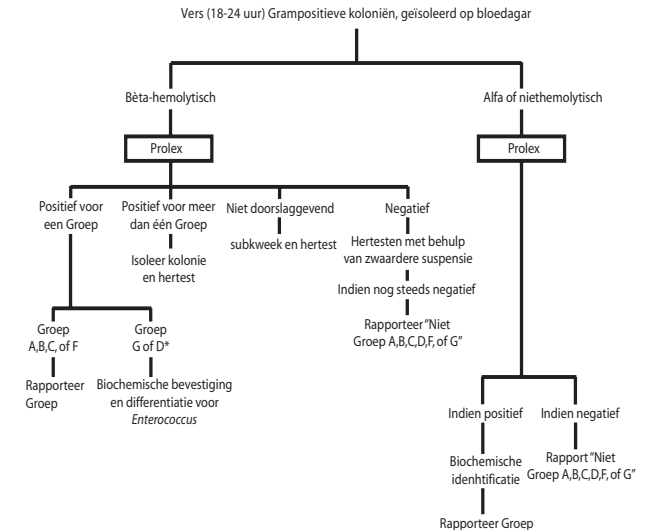 Vers (18-24 uur) Grampositieve koloniën, geïsoleerd op bloedagar
Bèta-hemolytisch
Alfa of niethemolytisch
Prolex
Prolex
Positief voor
een Groep
Positief voor meer
dan één Groep
Niet doorslaggevend
Negatief
Isoleer kolonie
en hertest
subkweek en hertest
Hertesten met behulp
van zwaardere suspensie
Indien nog steeds negatief
Rapporteer “Niet
Groep A,B,C,D,F, of G”
Groep
A,B,C, of F
Groep
G of D*
Rapporteer
Groep
Biochemische bevestiging
en differentiatie voor
Enterococcus
Indien positief
Indien negatief
Biochemische
idenhtificatie
Rapport “Niet
Groep A,B,C,D,F, of G”
Rapporteer Groep